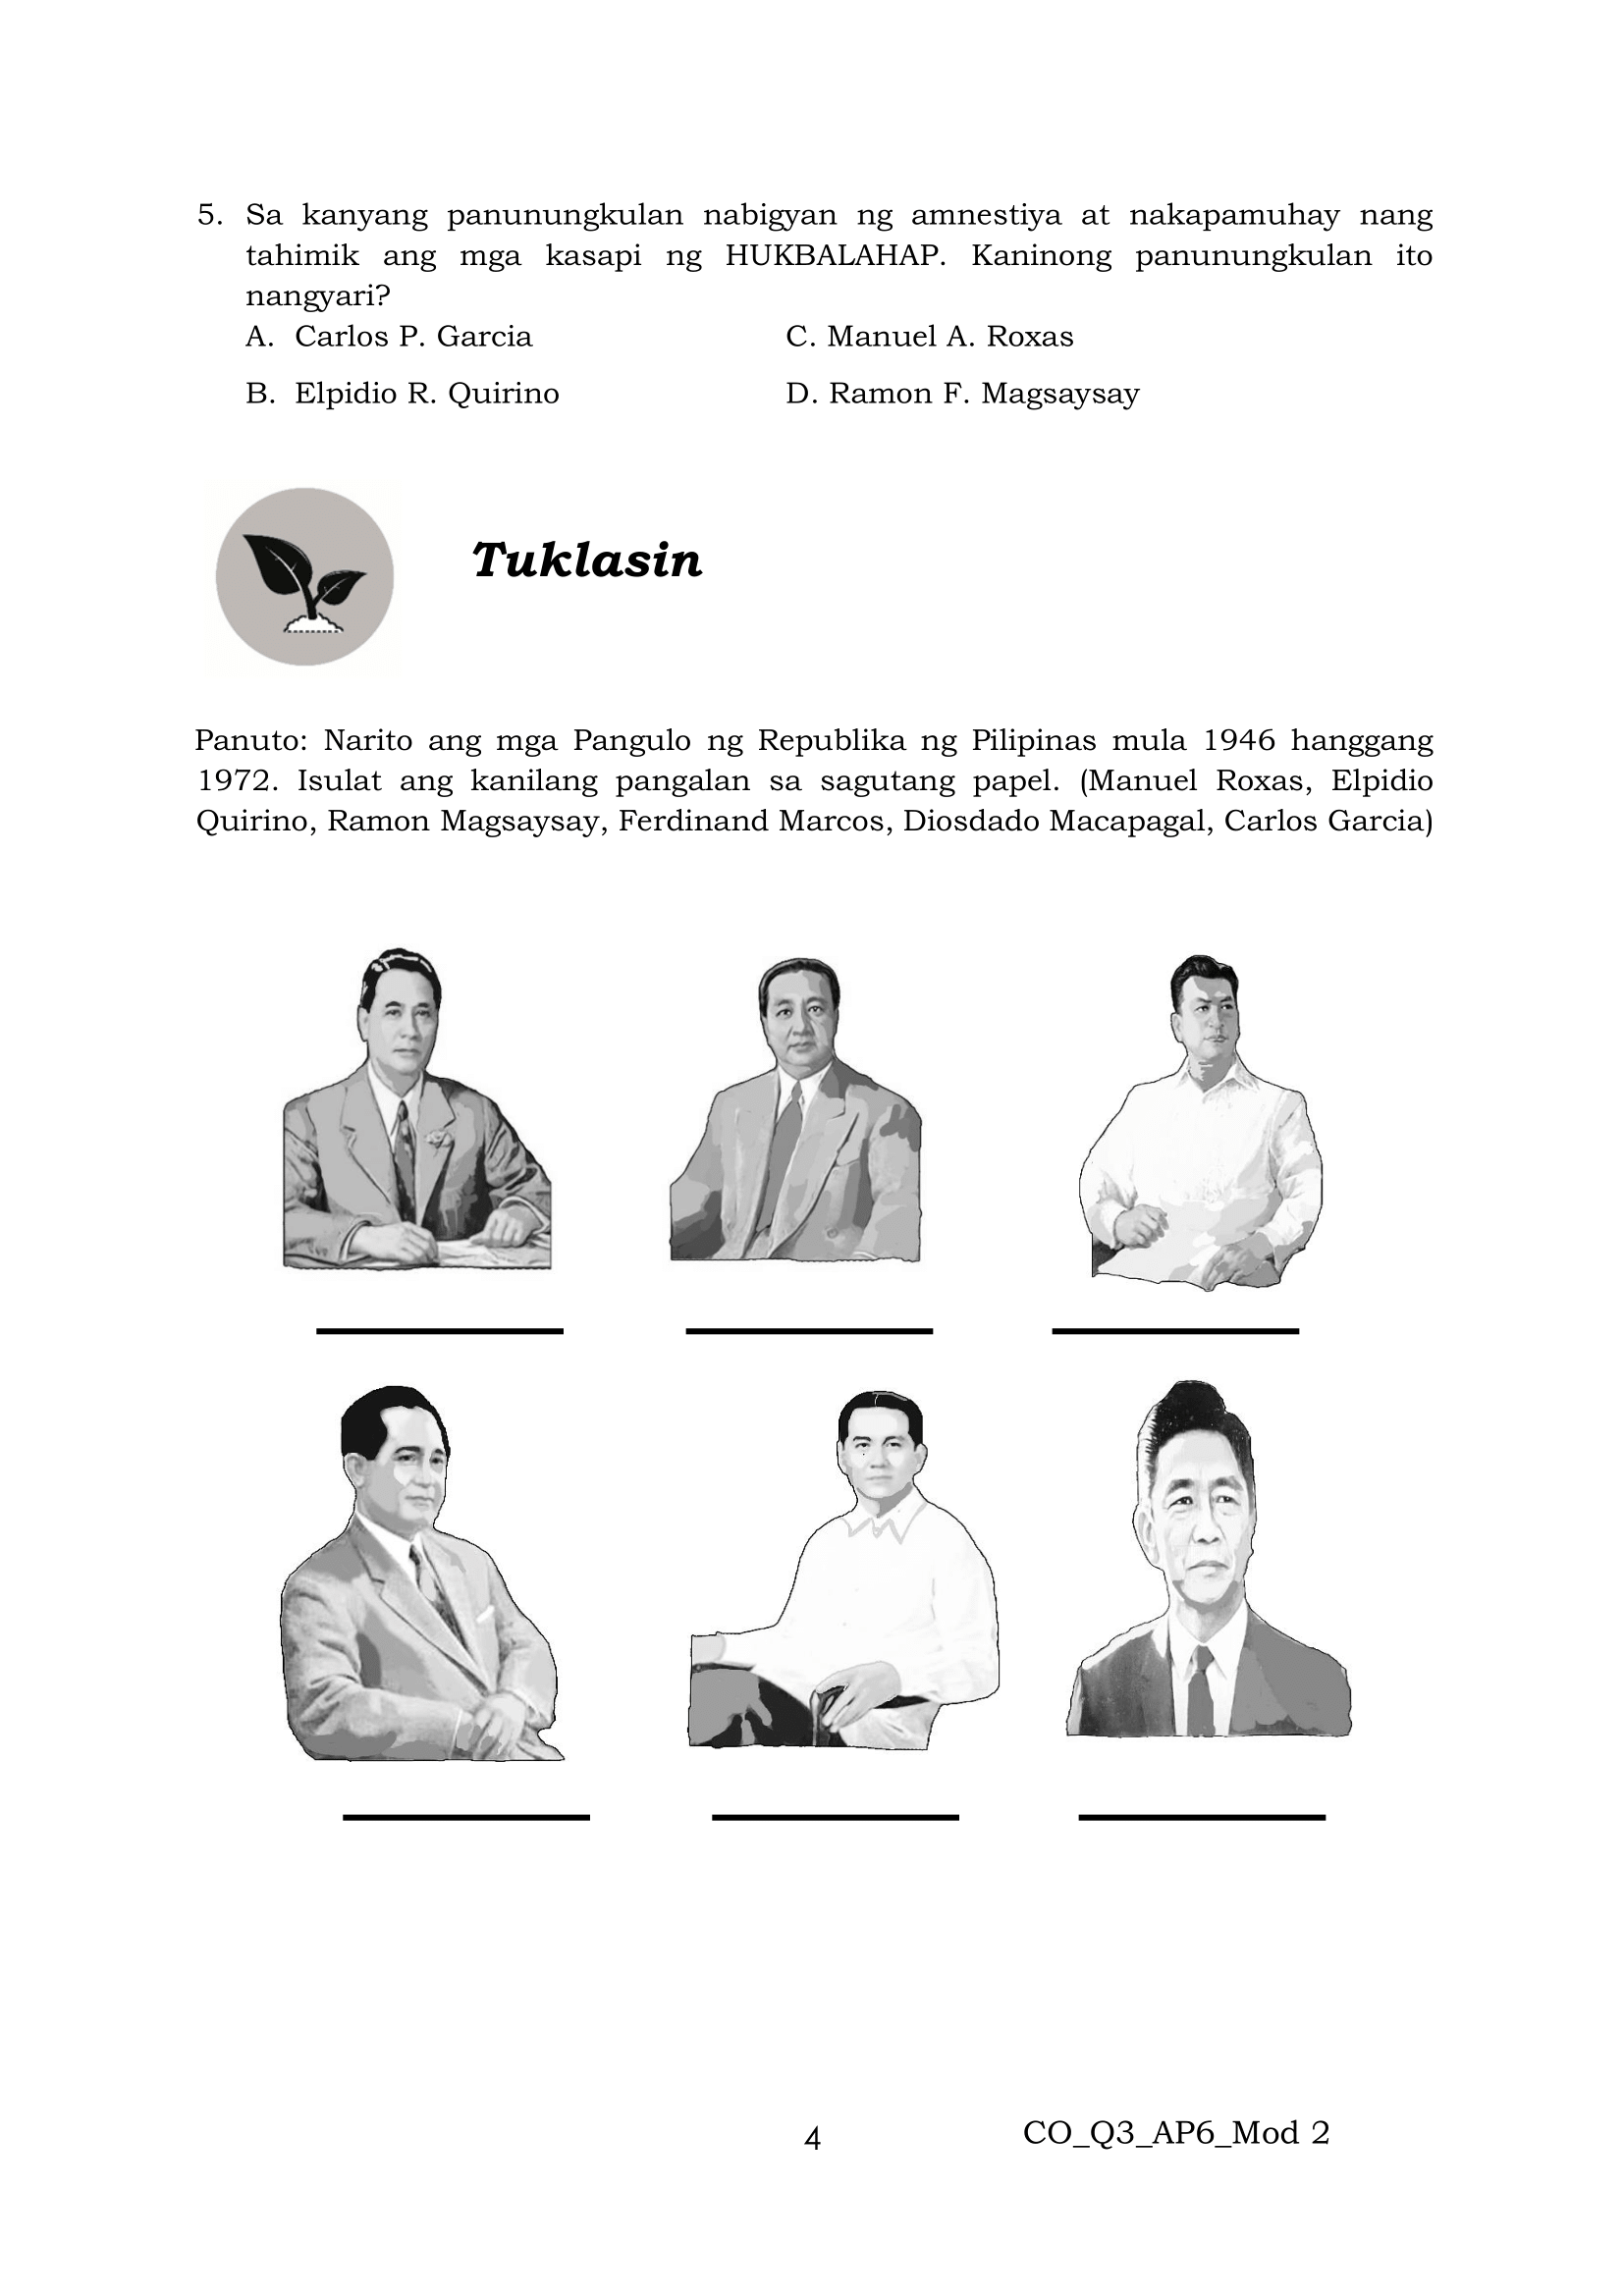 5. Sa kanyang panunungkulan nabigyan ng amnestiya at nakapamuhay nang
tahimik ang mga kasapi ng HUKBALAHAP. Kaninong panunungkulan ito
nangyari?
A. Carlos P. Garcia C. Manuel A. Roxas
B. Elpidio R. Quirino D. Ramon F. Magsaysay
Tuklasin
Panuto: Narito ang mga Pangulo ng Republika ng Pilipinas mula 1946 hanggang
1972. Isulat ang kanilang pangalan sa sagutang papel. (Manuel Roxas, Elpidio
Quirino, Ramon Magsaysay, Ferdinand Marcos, Diosdado Macapagal, Carlos Garcia)
4 CO_Q3_AP6_Mod 2